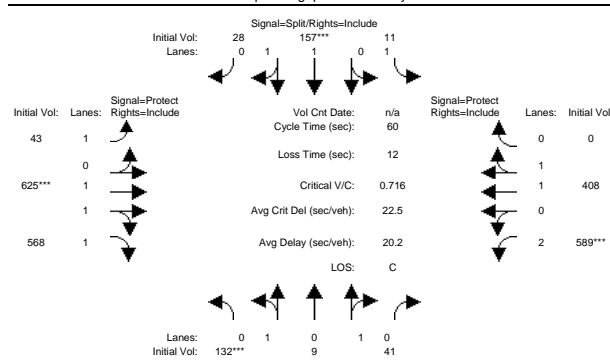 Signal=Split/Rights=Include
Initial Vol: 28 157*** 11
Lanes: 0 1 1 0 1
Signal=Protect
Initial Vol: Lanes: Rights=Include
Vol Cnt Date: n/a
Signal=Protect
Rights=Include Lanes: Initial Vol
Cycle Time (sec): 60
43 1
0 0
Loss Time (sec): 12
0
1
625*** 1
Critical V/C: 0.716
1 408
1
Avg Crit Del (sec/veh): 22.5
0
568 1
Avg Delay (sec/veh): 20.2
2 589***
LOS: C
Lanes: 0 1 0 1 0
Initial Vol: 132*** 9 41